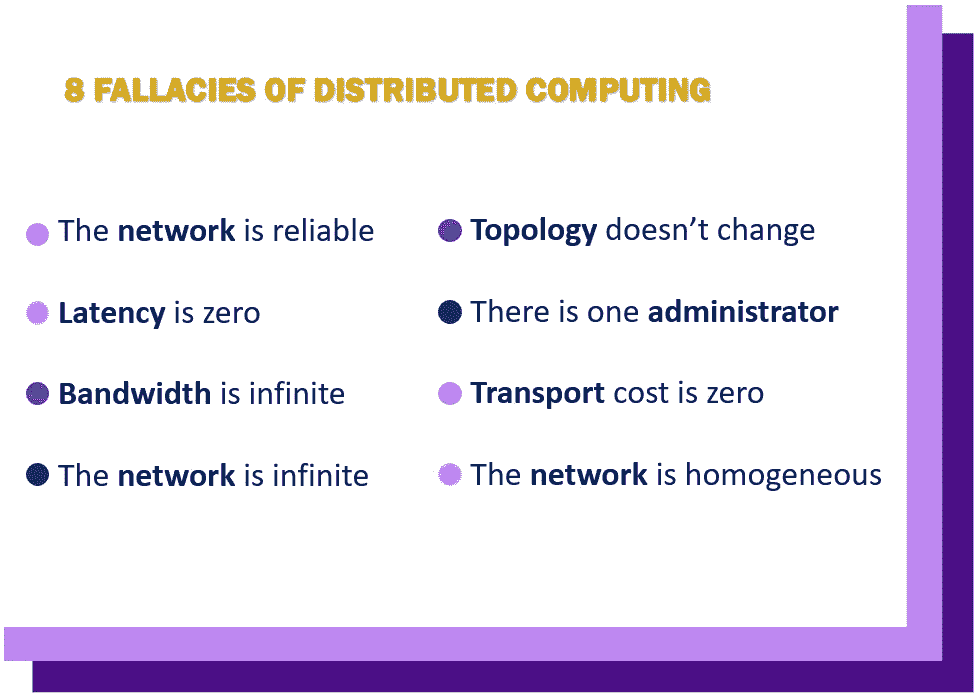 8 FALLACIES OF DISTRIBUTED COMPUTING
The network is reliable
Latency is zero
Bandwidth is infinite
The network is infinite
Topology doesn’t change
There is one administrator
Transport cost is zero
The network is homogeneous